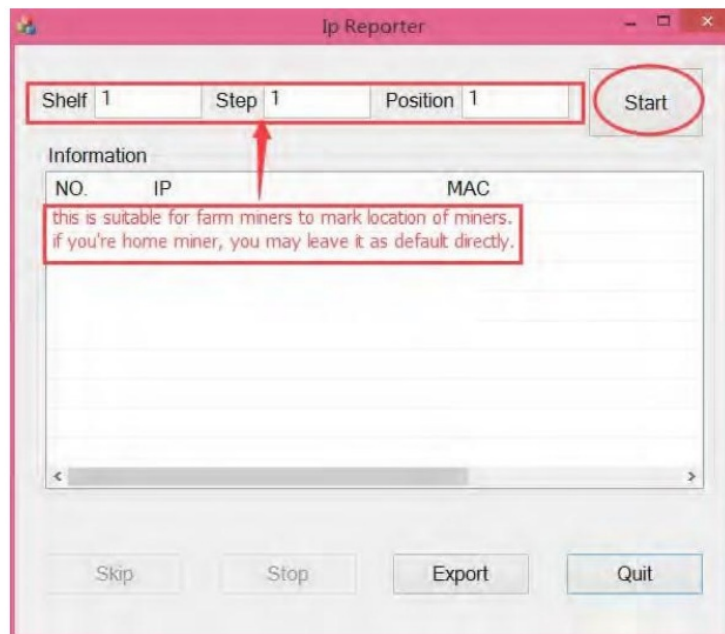 Ip Reporter
Shelf 1 Step 1 Position 1 Start
Information
NO. IP MAC
this is suitable for farm miners to mark location of miners.
if you're home miner, you may leave it as default directly.
Skip Stop Export Quit